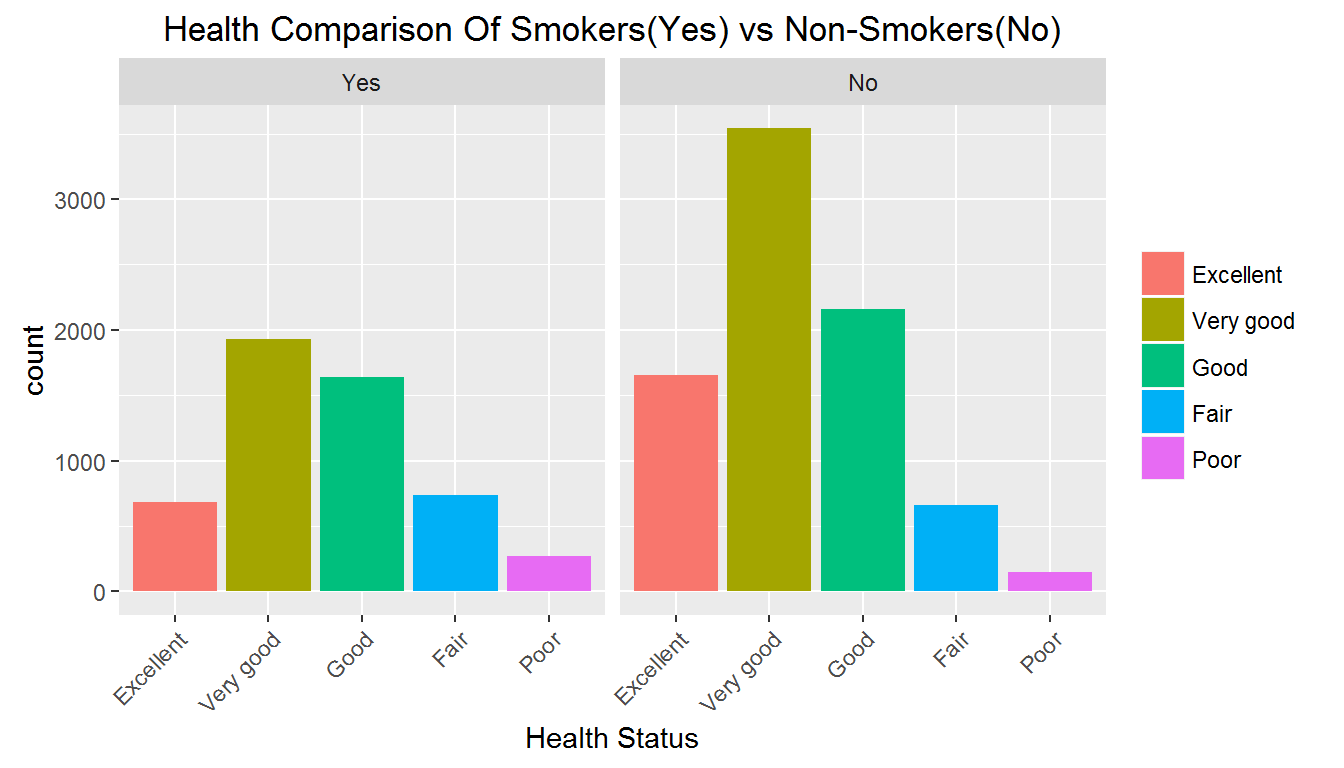 Health Comparison Of Smokers(Yes) vs Non-Smokers(No)
Yes
No
count
3000
2000
1000
0
Excellent
Very good
Good
Fair
Poor
Excellent
Very good
Good
Fair
Poor
Health Status
Excellent
Very good
Good
Fair
Poor